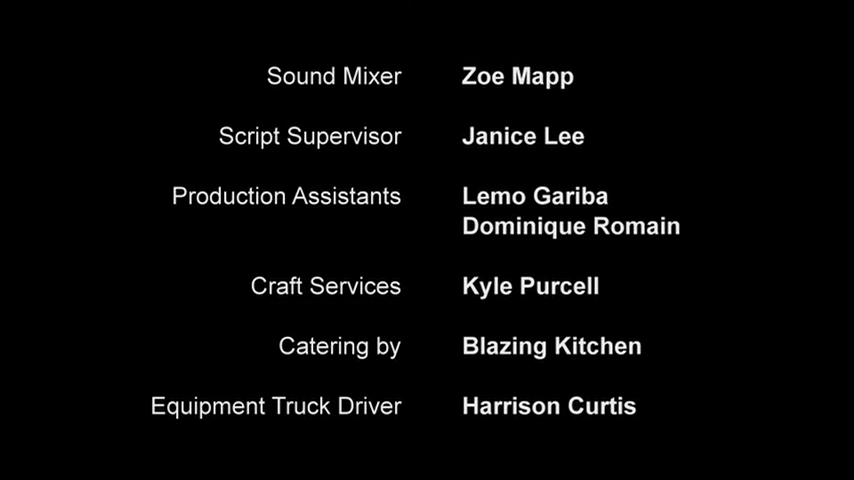 Sound Mixer Zoe Mapp
Script Supervisor Janice Lee
Production Assistants Lemo Gariba
Dominique Romain
Craft Services Kyle Purcell
Catering by Blazing Kitchen
Equipment Truck Driver Harrison Curtis